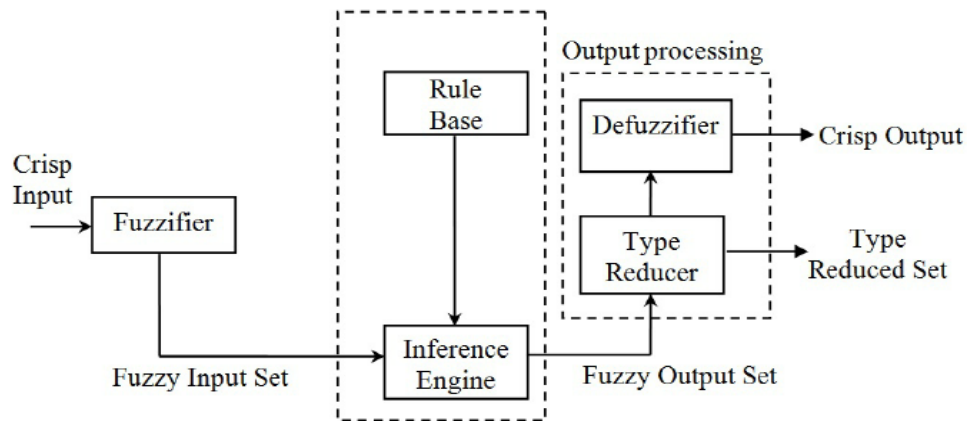 Output processing
Rule
Base
Defuzzifier
Crisp Output
Crisp
Input
Fuzzifier
Type
Reducer
Type
Reduced Set
Inference
Engine
Fuzzy Input Set
Fuzzy Output Set